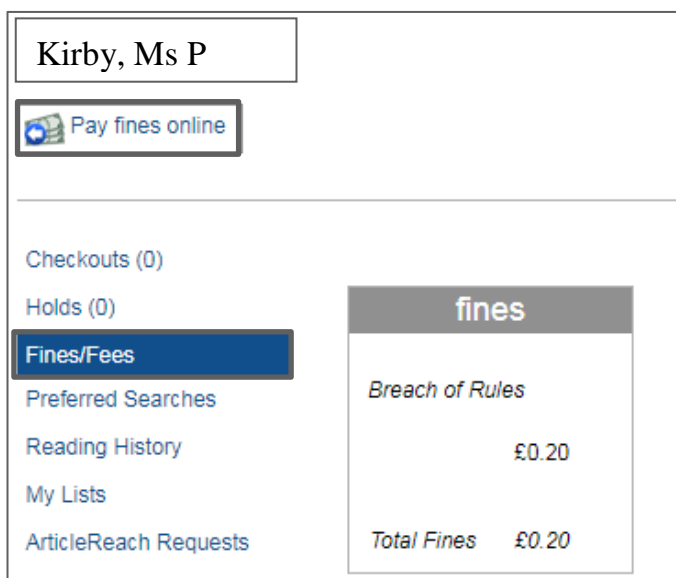 Kirby, Ms P
Pay fines online
Checkouts (0)
Holds (0)
Fines/Fees
Preferred Searches
Reading History
My Lists
ArticleReach Requests
fines
Breach of Rules
£0.20
Total Fines £0.20